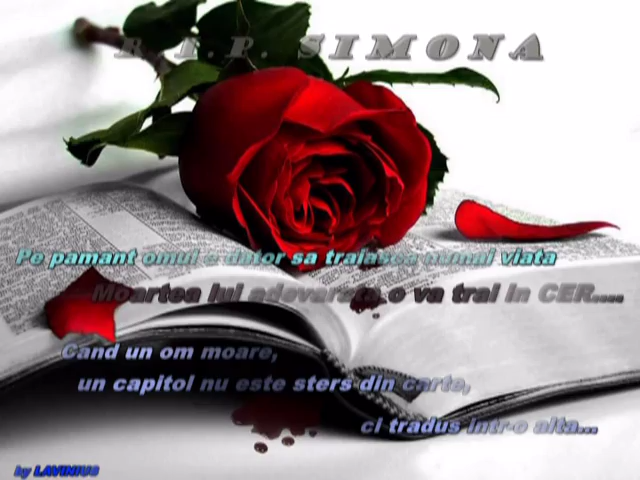 R.I.P. SIMONA
Pe pamant omul e dator sa traiasca numai viata
Moartea lui adevarata o va trai in CER....
Cand un om moare,
un capitol nu este sters din carte,
ci tradus intr-o alta...
by LAVINIUS